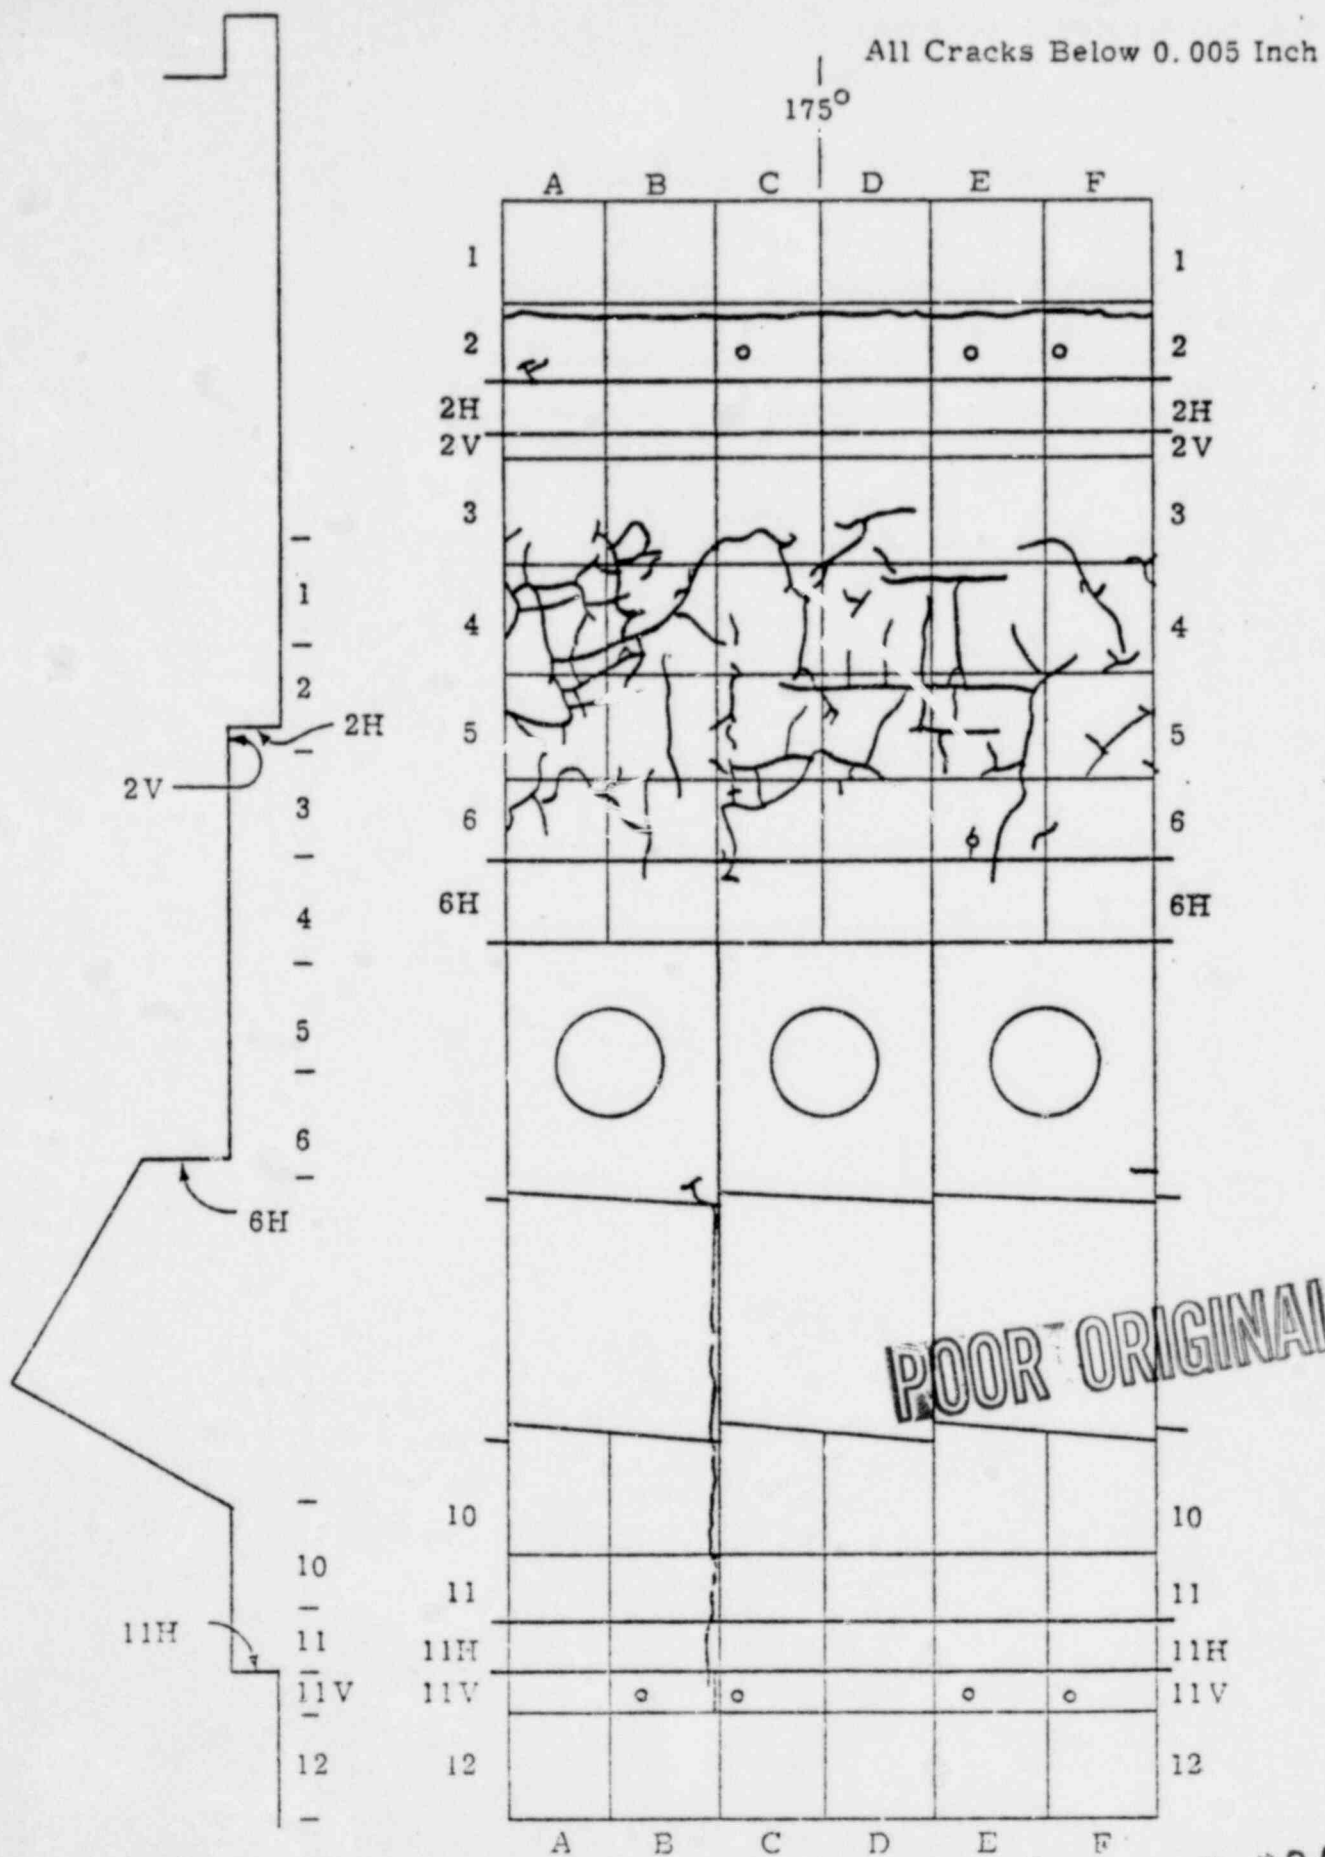 All Cracks Below 0.005 Inch
175°
A B C D E F
1 1
2 2
2H 2H
2V 2V
3 3
4 4
5 5
6 6
6H 6H
10 10
11 11
11H 11H
11V 11V
12 12
A B C D E F
1
2
2H
2V
3
4
5
6
6H
10
11H
11
11V
12
POOR ORIGINAL